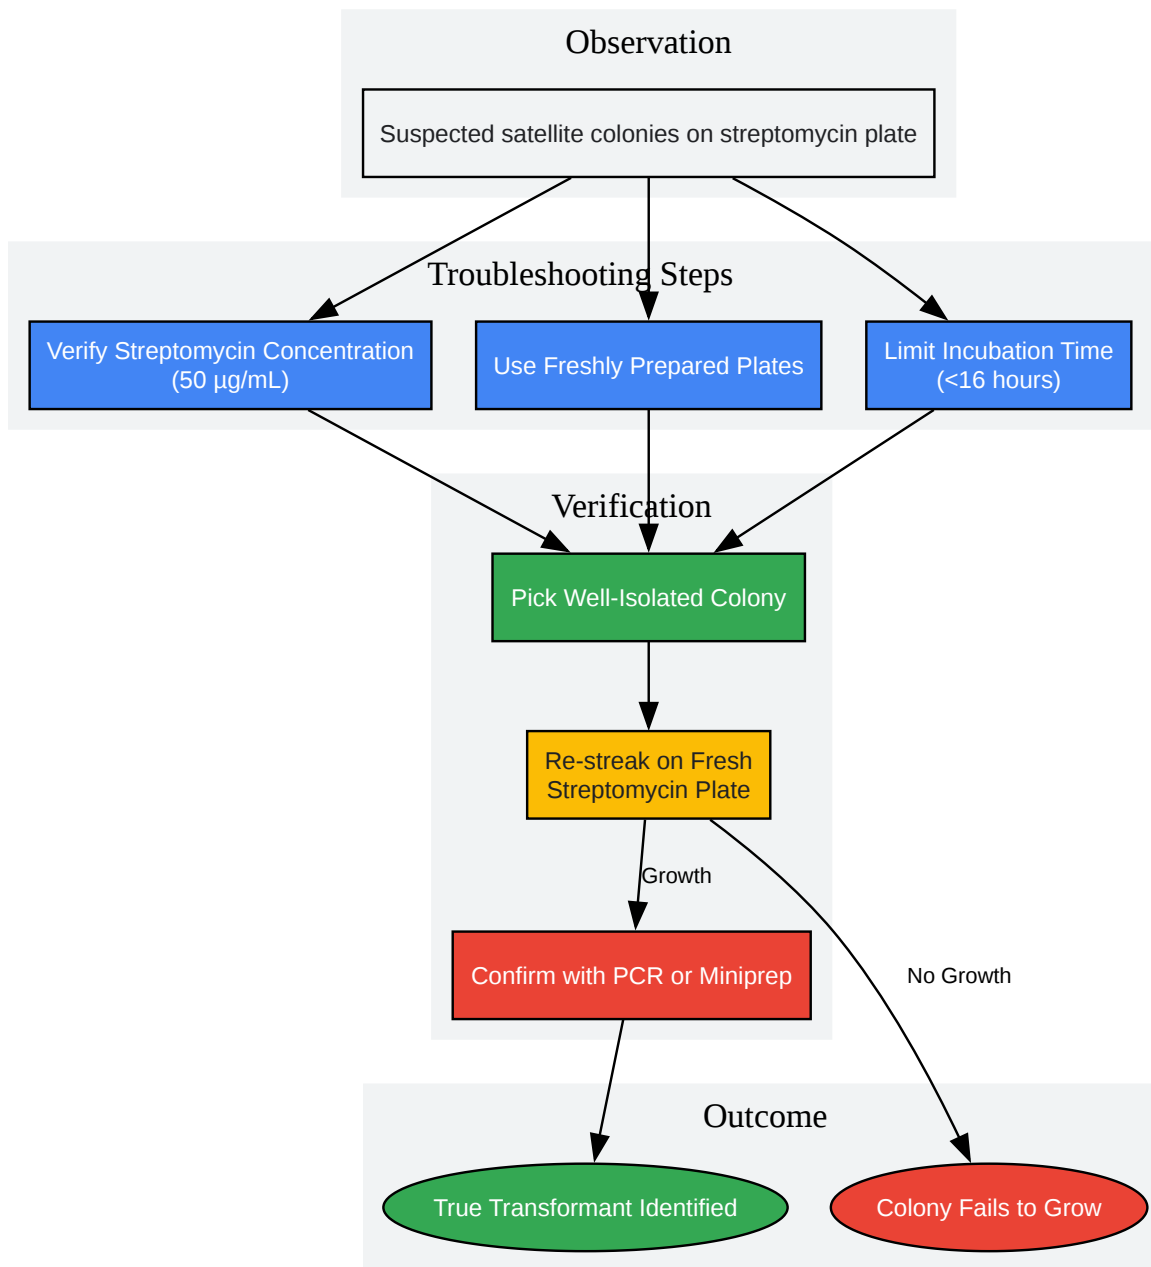 Observation
Suspected satellite colonies on streptomycin plate
Troubleshooting Steps
Verify Streptomycin Concentration
(50 µg/mL)
Use Freshly Prepared Plates
Limit Incubation Time
(<16 hours)
Verification
Pick Well-Isolated Colony
Re-streak on Fresh
Streptomycin Plate
Growth
Confirm with PCR or Miniprep
No Growth
Outcome
True Transformant Identified
Colony Fails to Grow